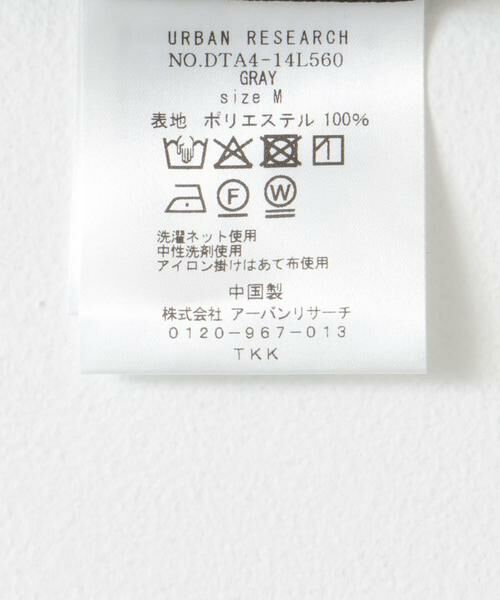 URBAN RESEARCH
NO.DTA4-14L560
GRAY
size M
表地 ポリエステル 100%
F W
洗濯ネット使用
中性洗剤使用
アイロン掛けはあて布使用
中国製
株式会社 アーバンリサーチ
0120-967-013
TKK